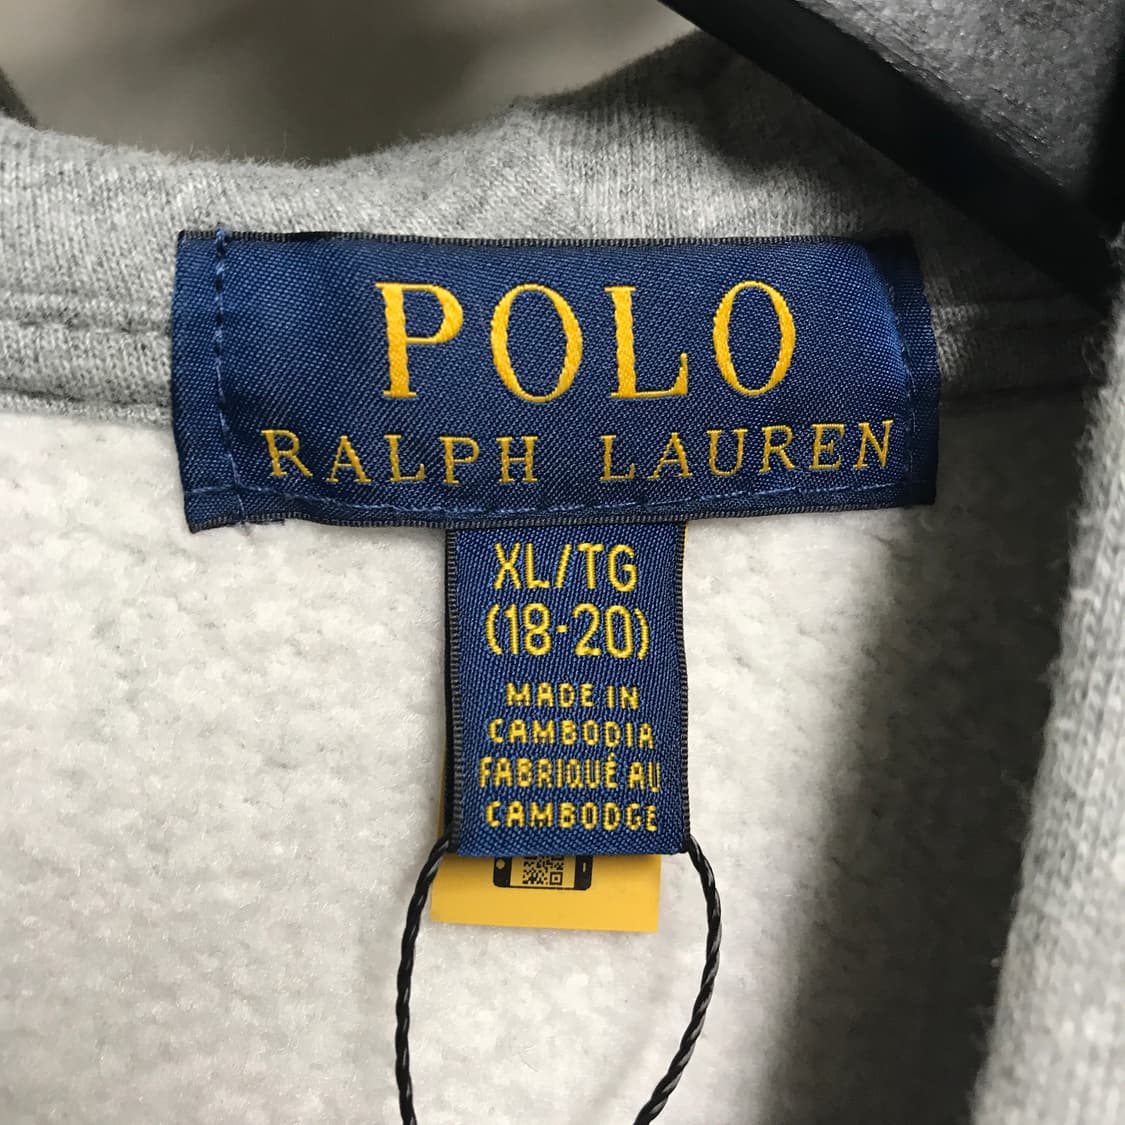 POLO
RALPH LAUREN
XL/TG
(18-20)
MADE IN
CAMBODIA
FABRIQUÉ AU
CAMBODGE